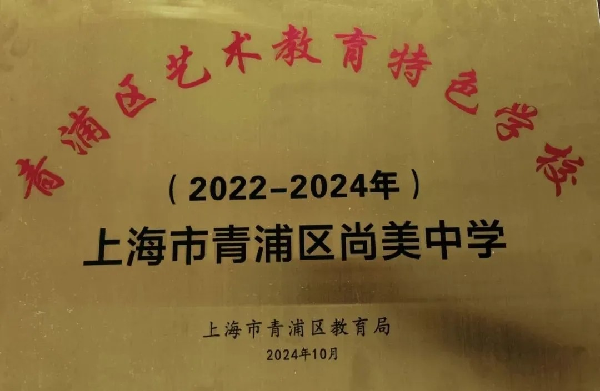 青浦区艺术教育特色学校
（2022-2024年）
上海市青浦区尚美中学
上海市青浦区教育局
2024年10月